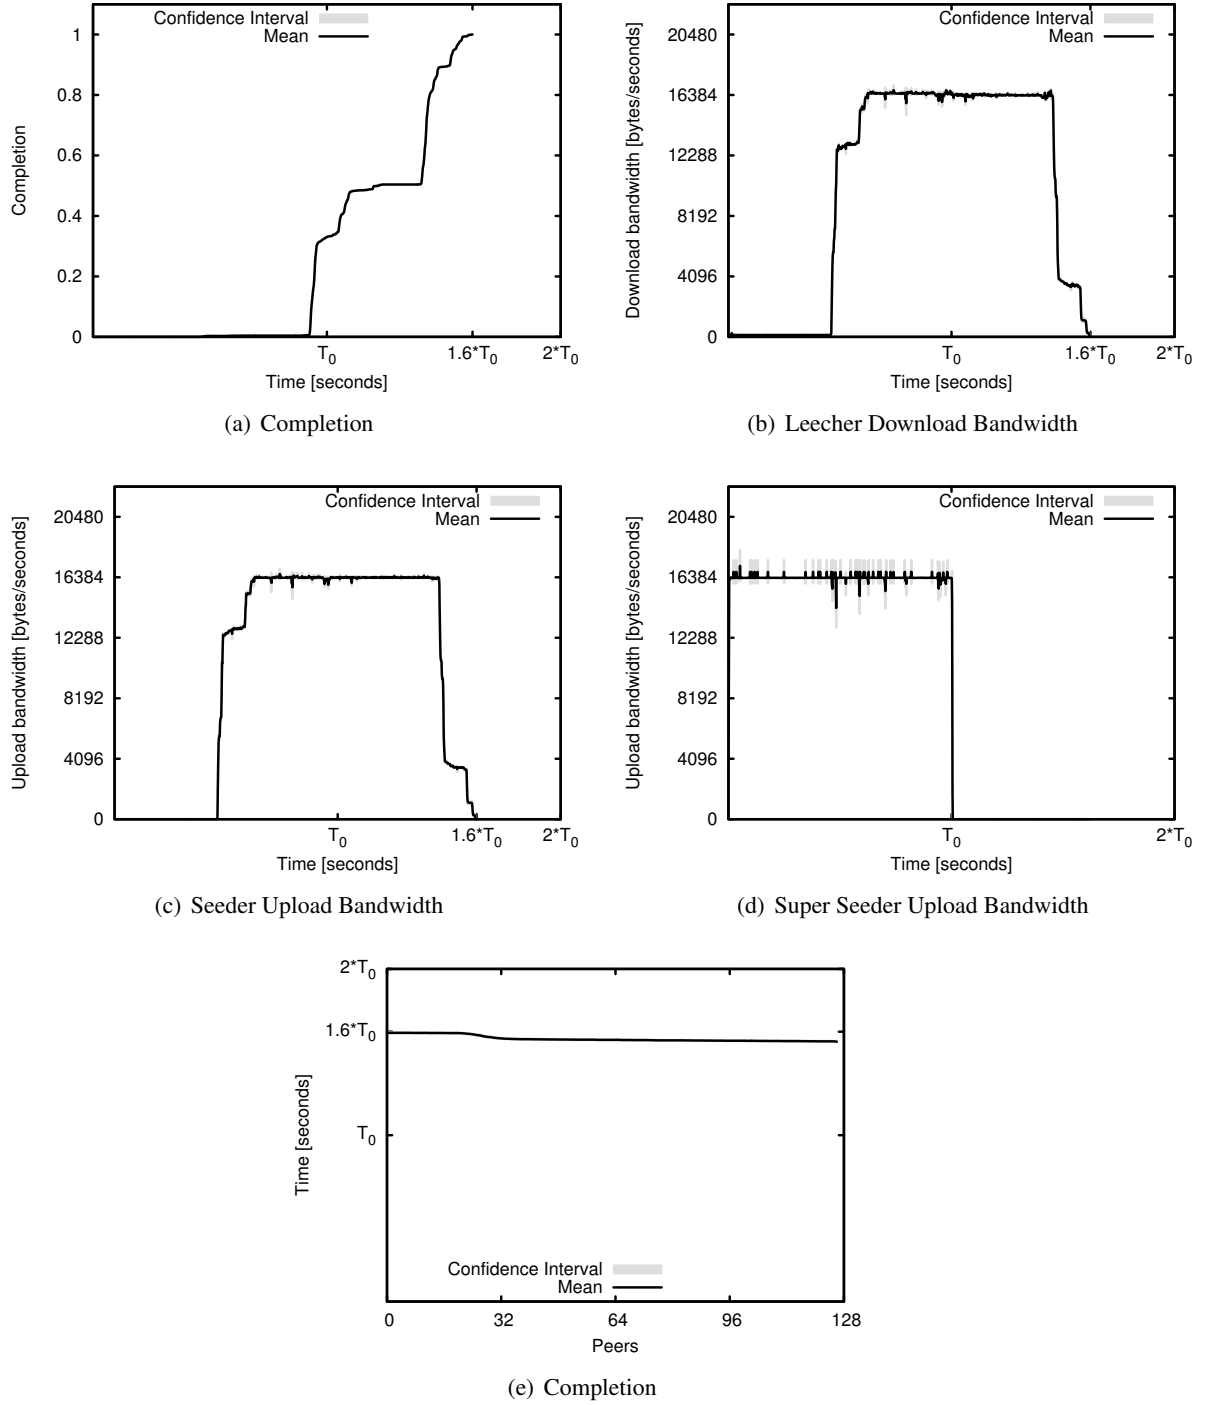 Confidence Interval
Mean
1
0.8
0.6
0.4
0.2
0
Completion
T0
1.6*T0
2*T0
Time [seconds]
(a) Completion
Confidence Interval
Mean
20480
16384
12288
8192
4096
0
Download bandwidth [bytes/seconds]
T0
1.6*T0
2*T0
Time [seconds]
(b) Leecher Download Bandwidth
Confidence Interval
Mean
20480
16384
12288
8192
4096
0
Upload bandwidth [bytes/seconds]
T0
1.6*T0
2*T0
Time [seconds]
(c) Seeder Upload Bandwidth
Confidence Interval
Mean
20480
16384
12288
8192
4096
0
Upload bandwidth [bytes/seconds]
T0
2*T0
Time [seconds]
(d) Super Seeder Upload Bandwidth
2*T0
1.6*T0
T0
Time [seconds]
Confidence Interval
Mean
0
32
64
96
128
Peers
(e) Completion